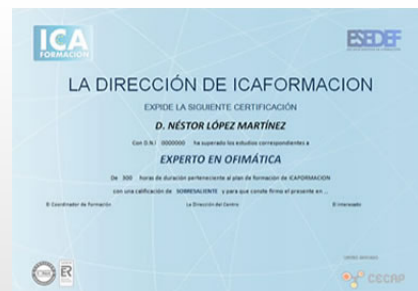 ICA
FORMACIÓN
ESEDEF
LA DIRECCIÓN DE ICAFORMACION
EXPIDE LA SIGUIENTE CERTIFICACIÓN
D. NÉSTOR LÓPEZ MARTÍNEZ
Con D.N.I 0000000 ha superado los estudios correspondientes a
EXPERTO EN OFIMÁTICA
De 300 horas de duración perteneciente al plan de formación de ICAFORMACION
con una calificación de SOBRESALIENTE y para que conste firmo el presente en ...
El Coordinador de Formación La Dirección del Centro El interesado
ER
CECAP